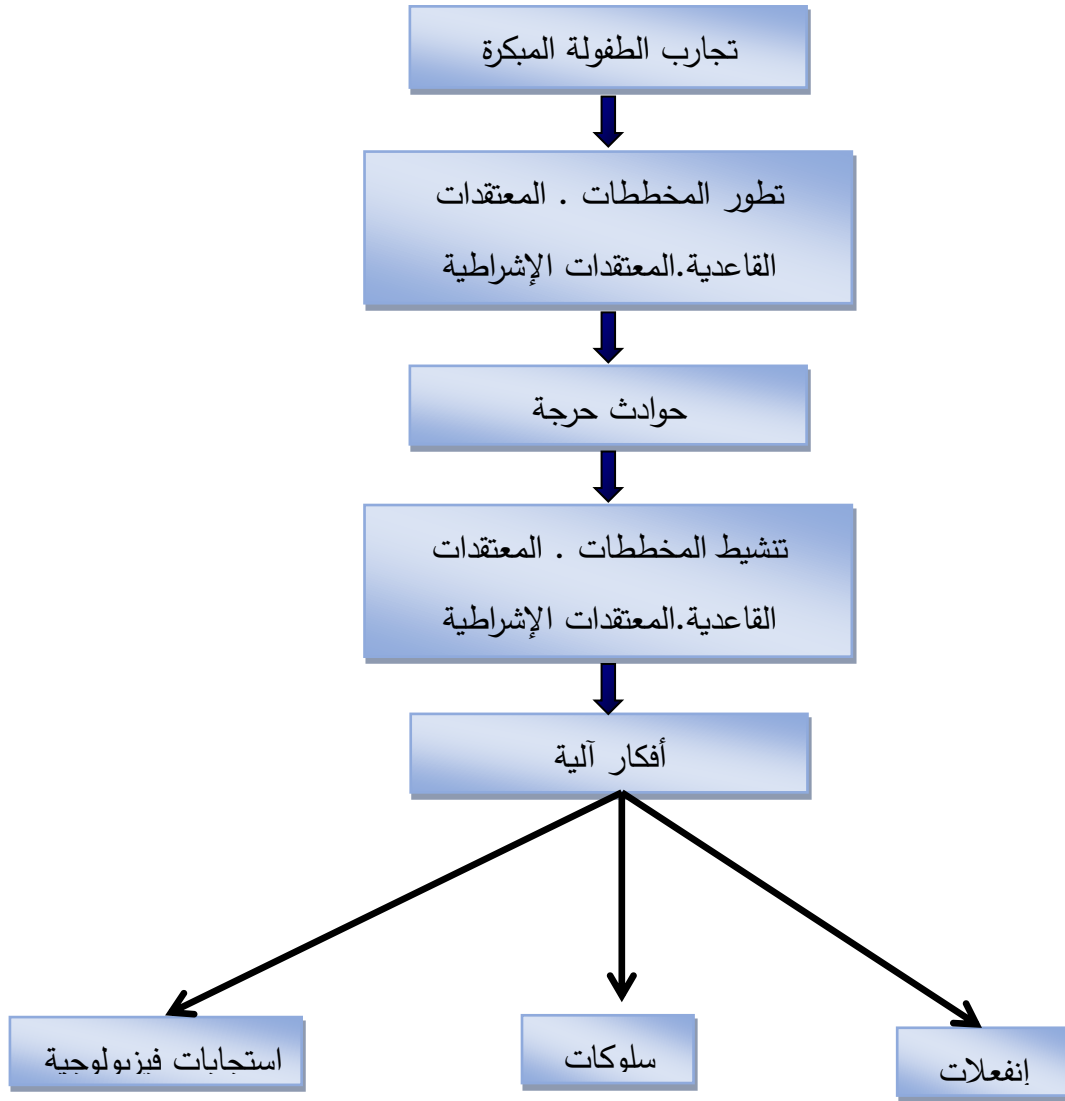 تجارب الطفولة المبكرة
تطور المخططات . المعتقدات
القاعدية.المعتقدات الإشراطية
حوادث حرجة
تنشيط المخططات . المعتقدات
القاعدية.المعتقدات الإشراطية
أفكار آلية
إنفعلات
سلوكات
استجابات فيزيولوجية